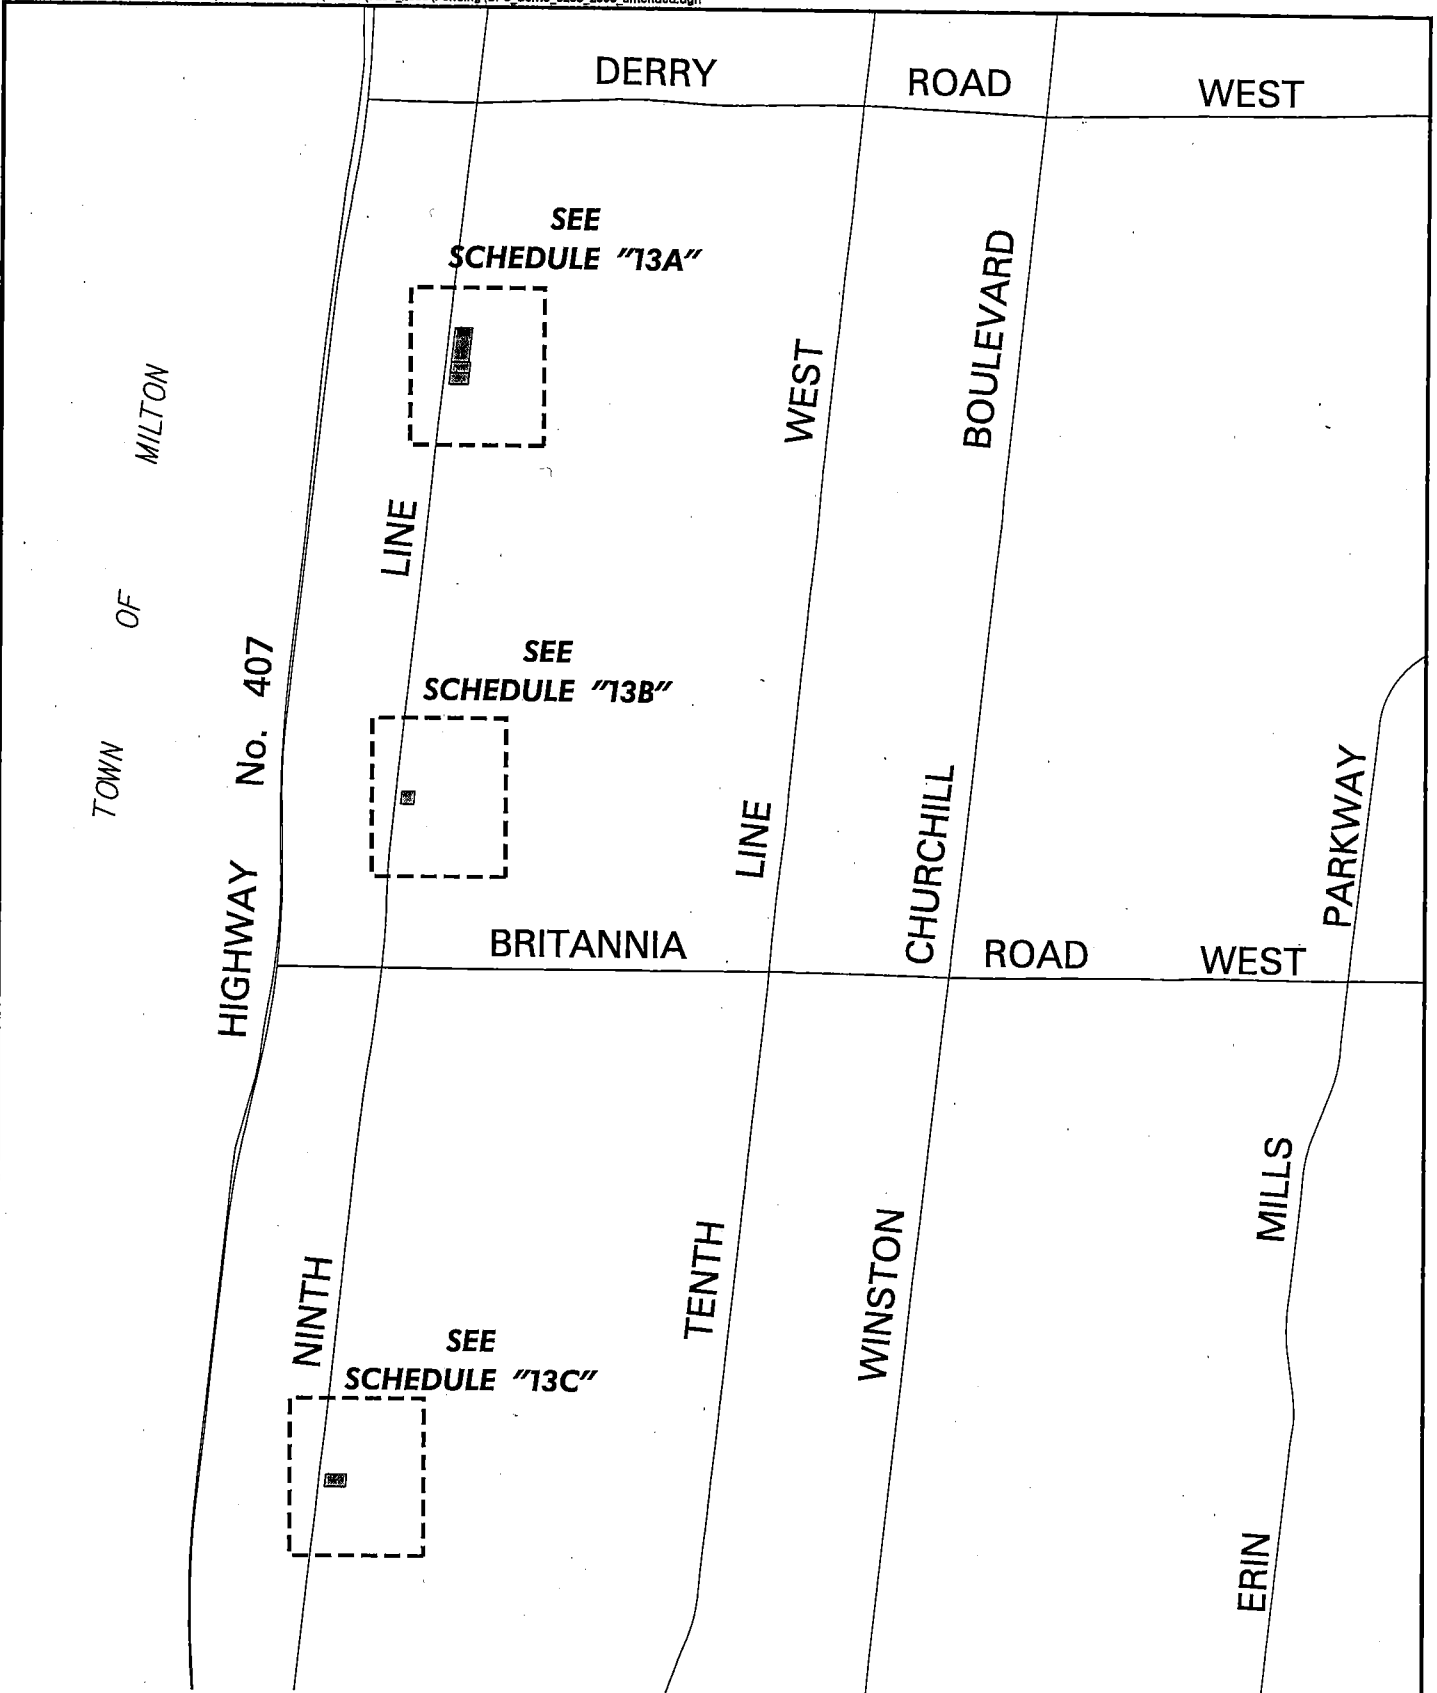 DERRY ROAD WEST
SEE
SCHEDULE "13A"
TOWN OF MILTON
HIGHWAY No. 407
NINTH LINE
SEE
SCHEDULE "13B"
TENTH LINE WEST
WINSTON CHURCHILL BOULEVARD
BRITANNIA ROAD WEST
ERIN MILLS PARKWAY
SEE
SCHEDULE "13C"